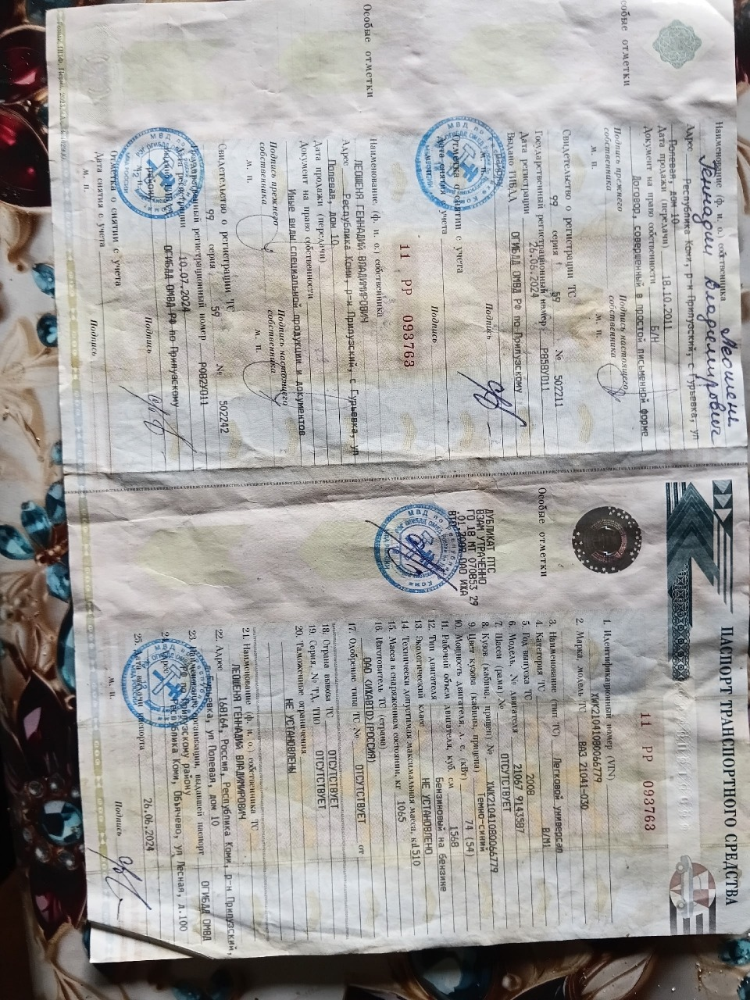 ПАСПОРТ ТРАНСПОРТНОГО СРЕДСТВА
11 РР 093763
1. Идентификационный номер (VIN) XWK21041080066779
2. Марка, модель ТС ВАЗ 21041-030
3. Наименование (тип ТС) Легковой универсал
4. Категория ТС В/М1
5. Год выпуска ТС 2008
6. Модель, № двигателя 21067 9143587
7. Шасси (рама) № ОТСУТСТВУЕТ
8. Кузов (кабина, прицеп) № XWK21041080066779
9. Цвет кузова (кабины, прицепа) Темно-синий
10. Мощность двигателя, л. с. (кВт) 74 (54)
11. Рабочий объем двигателя, куб. см 1568
12. Тип двигателя Бензиновый на бензине
13. Экологический класс НЕ УСТАНОВЛЕНО
14. Технически допустимая максимальная масса, кг 1510
15. Масса в снаряженном состоянии, кг 1065
16. Изготовитель ТС (страна)
ОАО <ИЖАВТО>(РОССИЯ)
17. Одобрение типа ТС № ОТСУТСТВУЕТ от
18. Страна вывоза ТС ОТСУТСТВУЕТ
19. Серия, № ТД, ТПО ОТСУТСТВУЕТ
20. Таможенные ограничения
НЕ УСТАНОВЛЕНЫ
21. Наименование (ф. и. о.) собственника ТС
ЛЕОШЕНЯ ГЕННАДИЙ ВЛАДИМИРОВИЧ
22. Адрес 168164, Россия, Республика Коми, р-н Прилузский,
с Гурьевка, ул Полевая, дом 10
23. Наименование организации, выдавшей паспорт ОГИБДД ОМВД
РФ по Прилузскому району
24. Адрес Республика Коми, Объячево, ул Лесная, д.100
25. Дата выдачи паспорта 26.06.2024
М. П.
Подпись
Особые отметки
ДУБЛИКАТ ПТС
ВЗАМ УТРАЧЕННО
ГО 18 МТ 070853 29
.01.2009 ОАО ИЖА
ВТО
Особые отметки
Наименование (ф. и. о.) собственника Леошеня
Геннадий Владимирович
Адрес Республика Коми, р-н Прилузский, с Гурьевка, ул
Полевая, дом 10
Дата продажи (передачи) 18.10.2011
Документ на право собственности Б/Н
Договор, совершенный в простой письменной форме
Подпись прежнего собственника
Подпись настоящего собственника
М. П.
М. П.
Свидетельство о регистрации ТС
99 серия 59 № 502211
Государственный регистрационный номер Р858УО11
Дата регистрации 26.06.2024
Выдано ГИБДД ОГИБДД ОМВД РФ по Прилузскому
району
М. П.
Подпись
Отметка о снятии с учета
Дата снятия с учета
Подпись
11 РР 093763
Особые отметки
Наименование (ф. и. о.) собственника
ЛЕОШЕНЯ ГЕННАДИЙ ВЛАДИМИРОВИЧ
Адрес Республика Коми, р-н Прилузский, с Гурьевка, ул
Полевая, дом 10
Дата продажи (передачи)
Документ на право собственности
Иные виды специальной продукции и документов
Подпись прежнего собственника
Подпись настоящего собственника
М. П.
М. П.
Свидетельство о регистрации ТС
99 серия 59 № 502242
Государственный регистрационный номер Р082УО11
Дата регистрации 10.07.2024
Выдано ГИБДД ОГИБДД ОМВД РФ по Прилузскому
району
М. П.
Подпись
Отметка о снятии с учета
Дата снятия с учета
М. П.
Подпись